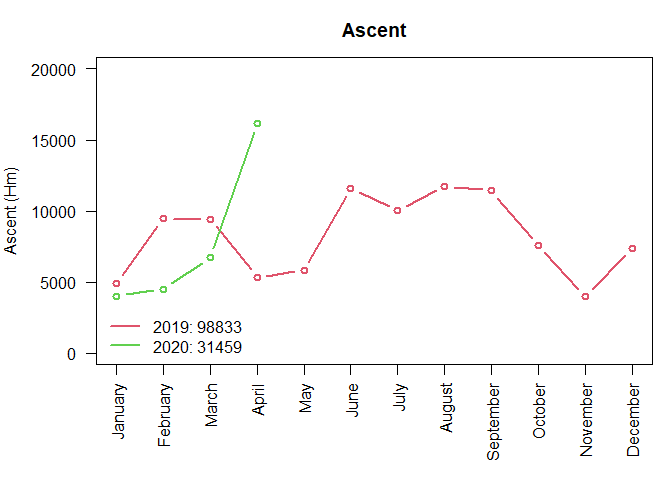 Ascent
Ascent (Hm)
20000
15000
10000
5000
0
2019: 98833
2020: 31459
January
February
March
April
May
June
July
August
September
October
November
December